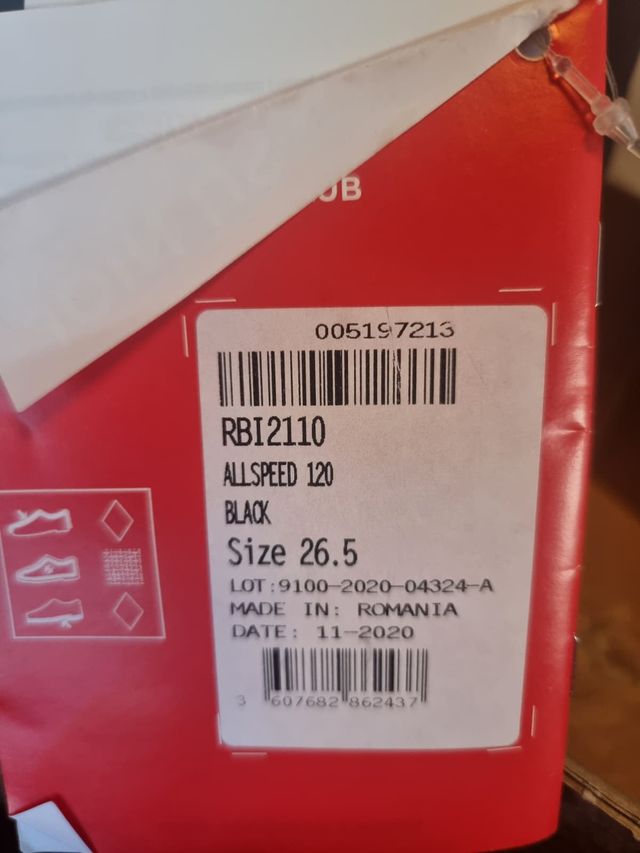 UB
005197213
RBI2110
ALLSPEED 120
BLACK
Size 26.5
LOT:9100-2020-04324-A
MADE IN: ROMANIA
DATE: 11-2020
3 607682 862437